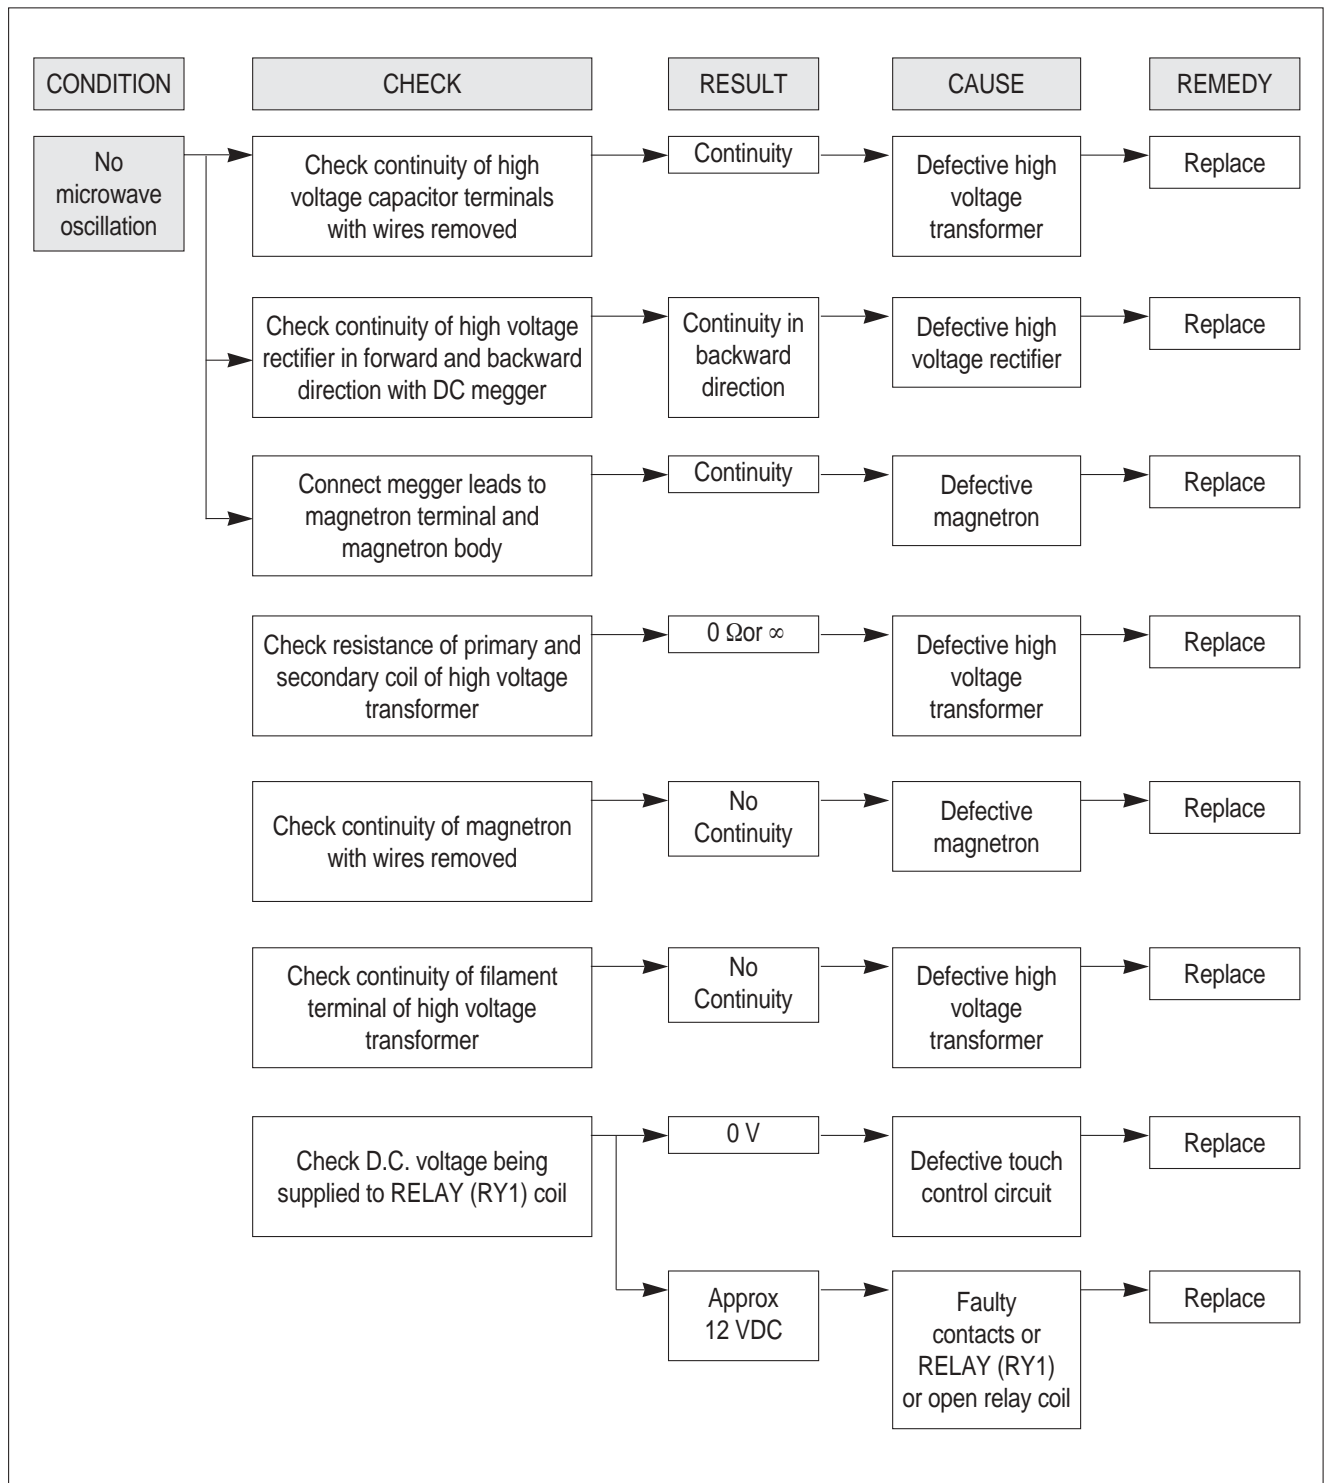 CONDITION
CHECK
RESULT
CAUSE
REMEDY
No
microwave
oscillation
Check continuity of high
voltage capacitor terminals
with wires removed
Continuity
Defective high
voltage
transformer
Replace
Check continuity of high voltage
rectifier in forward and backward
direction with DC megger
Continuity in
backward
direction
Defective high
voltage rectifier
Replace
Connect megger leads to
magnetron terminal and
magnetron body
Continuity
Defective
magnetron
Replace
Check resistance of primary and
secondary coil of high voltage
transformer
0 Ωor ∞
Defective high
voltage
transformer
Replace
Check continuity of magnetron
with wires removed
No
Continuity
Defective
magnetron
Replace
Check continuity of filament
terminal of high voltage
transformer
No
Continuity
Defective high
voltage
transformer
Replace
Check D.C. voltage being
supplied to RELAY (RY1) coil
0 V
Defective touch
control circuit
Replace
Approx
12 VDC
Faulty
contacts or
RELAY (RY1)
or open relay coil
Replace